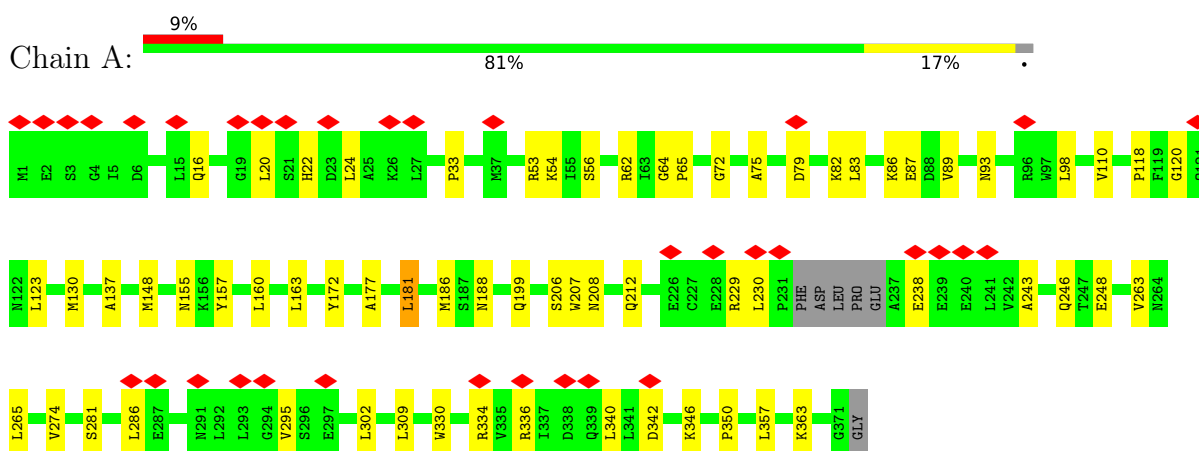 9%
Chain A:
81% 17% •
M1 E2 S3 G4 I5 D6 L15 Q16 G19 L20 S21 H22 D23 L24 A25 K26 L27 P33 M37 R53 K54 I55 S56 R62 I63 G64 P65 G72 A75 D79 K82 L83 K86 E87 D88 V89 N93 R96 W97 L98 V110 P118 F119 G120
N122 L123 M130 A137 M148 N155 K156 Y157 L160 L163 Y172 A177 L181 M186 S187 N188 Q199 S206 W207 N208 Q212 E226 C227 E228 R229 L230 P231 PHE ASP LEU PRO GLU A237 E238 E239 E240 L241 V242 A243 Q246 T247 E248 V263 N264
L265 V274 S281 L286 E287 N291 L292 L293 G294 V295 S296 E297 L302 L309 W330 R334 V335 R336 I337 D338 Q339 L340 L341 D342 K346 P350 L357 K363 G371 GLY